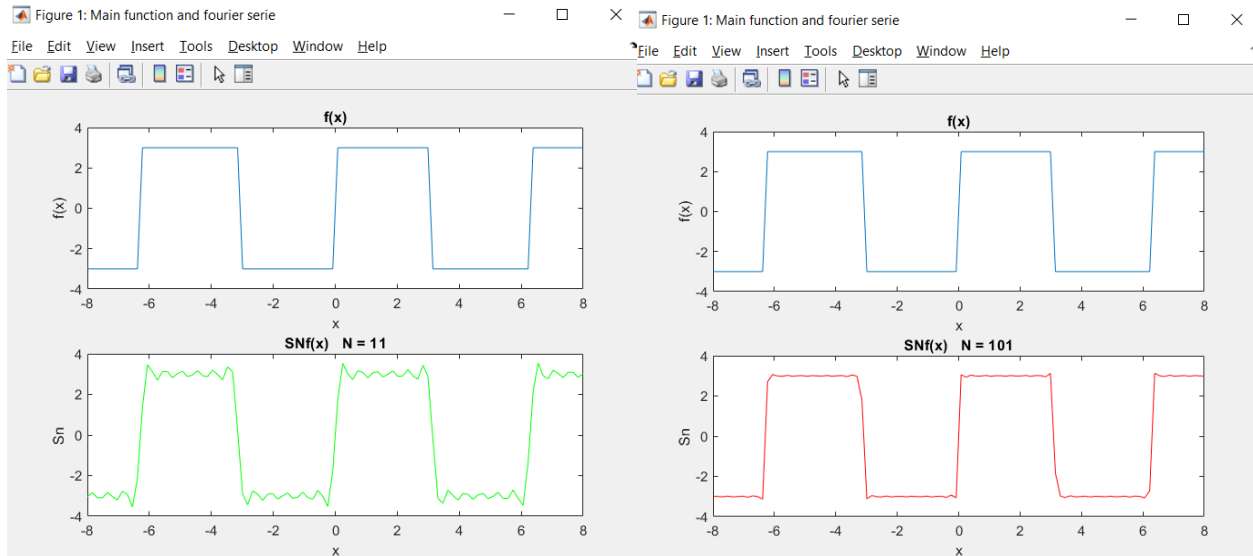 Figure 1: Main function and fourier serie
File Edit View Insert Tools Desktop Window Help
f(x)
4
2
0
-2
-4
f(x)
-8 -6 -4 -2 0 2 4 6 8
x
SNf(x) N = 11
4
2
0
-2
-4
Sn
-8 -6 -4 -2 0 2 4 6 8
x
Figure 1: Main function and fourier serie
File Edit View Insert Tools Desktop Window Help
f(x)
4
2
0
-2
-4
f(x)
-8 -6 -4 -2 0 2 4 6 8
x
SNf(x) N = 101
4
2
0
-2
-4
Sn
-8 -6 -4 -2 0 2 4 6 8
x